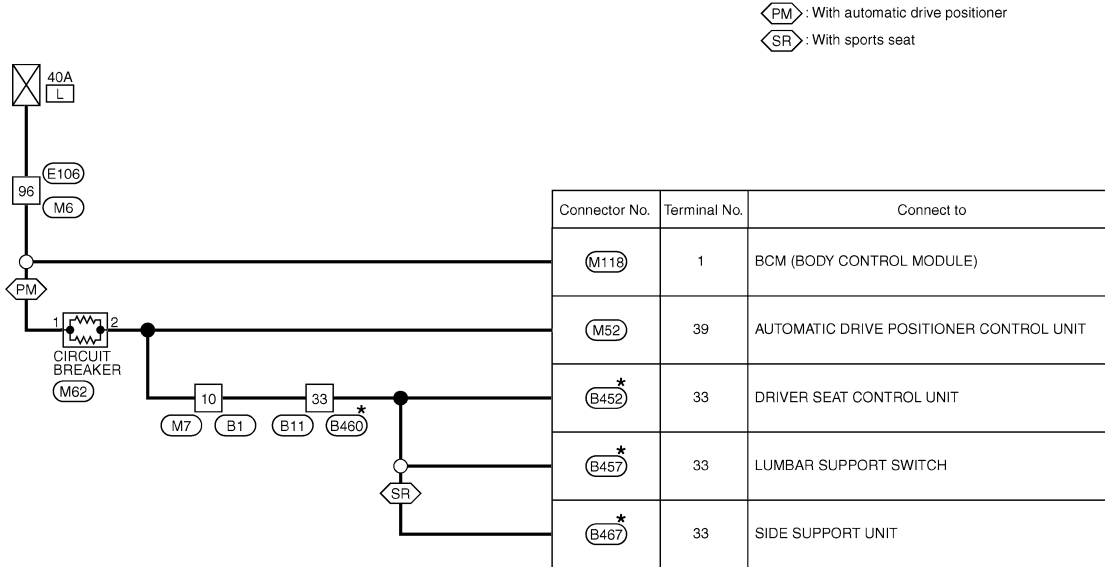 PM : With automatic drive positioner
SR : With sports seat
40A
L
E106
96
M6
Connector No. Terminal No. Connect to
M118 1 BCM (BODY CONTROL MODULE)
PM
1 2
M52 39 AUTOMATIC DRIVE POSITIONER CONTROL UNIT
CIRCUIT
BREAKER
M62
10 33
M7 B1 B11 B460*
B452* 33 DRIVER SEAT CONTROL UNIT
B457* 33 LUMBAR SUPPORT SWITCH
SR
B467* 33 SIDE SUPPORT UNIT